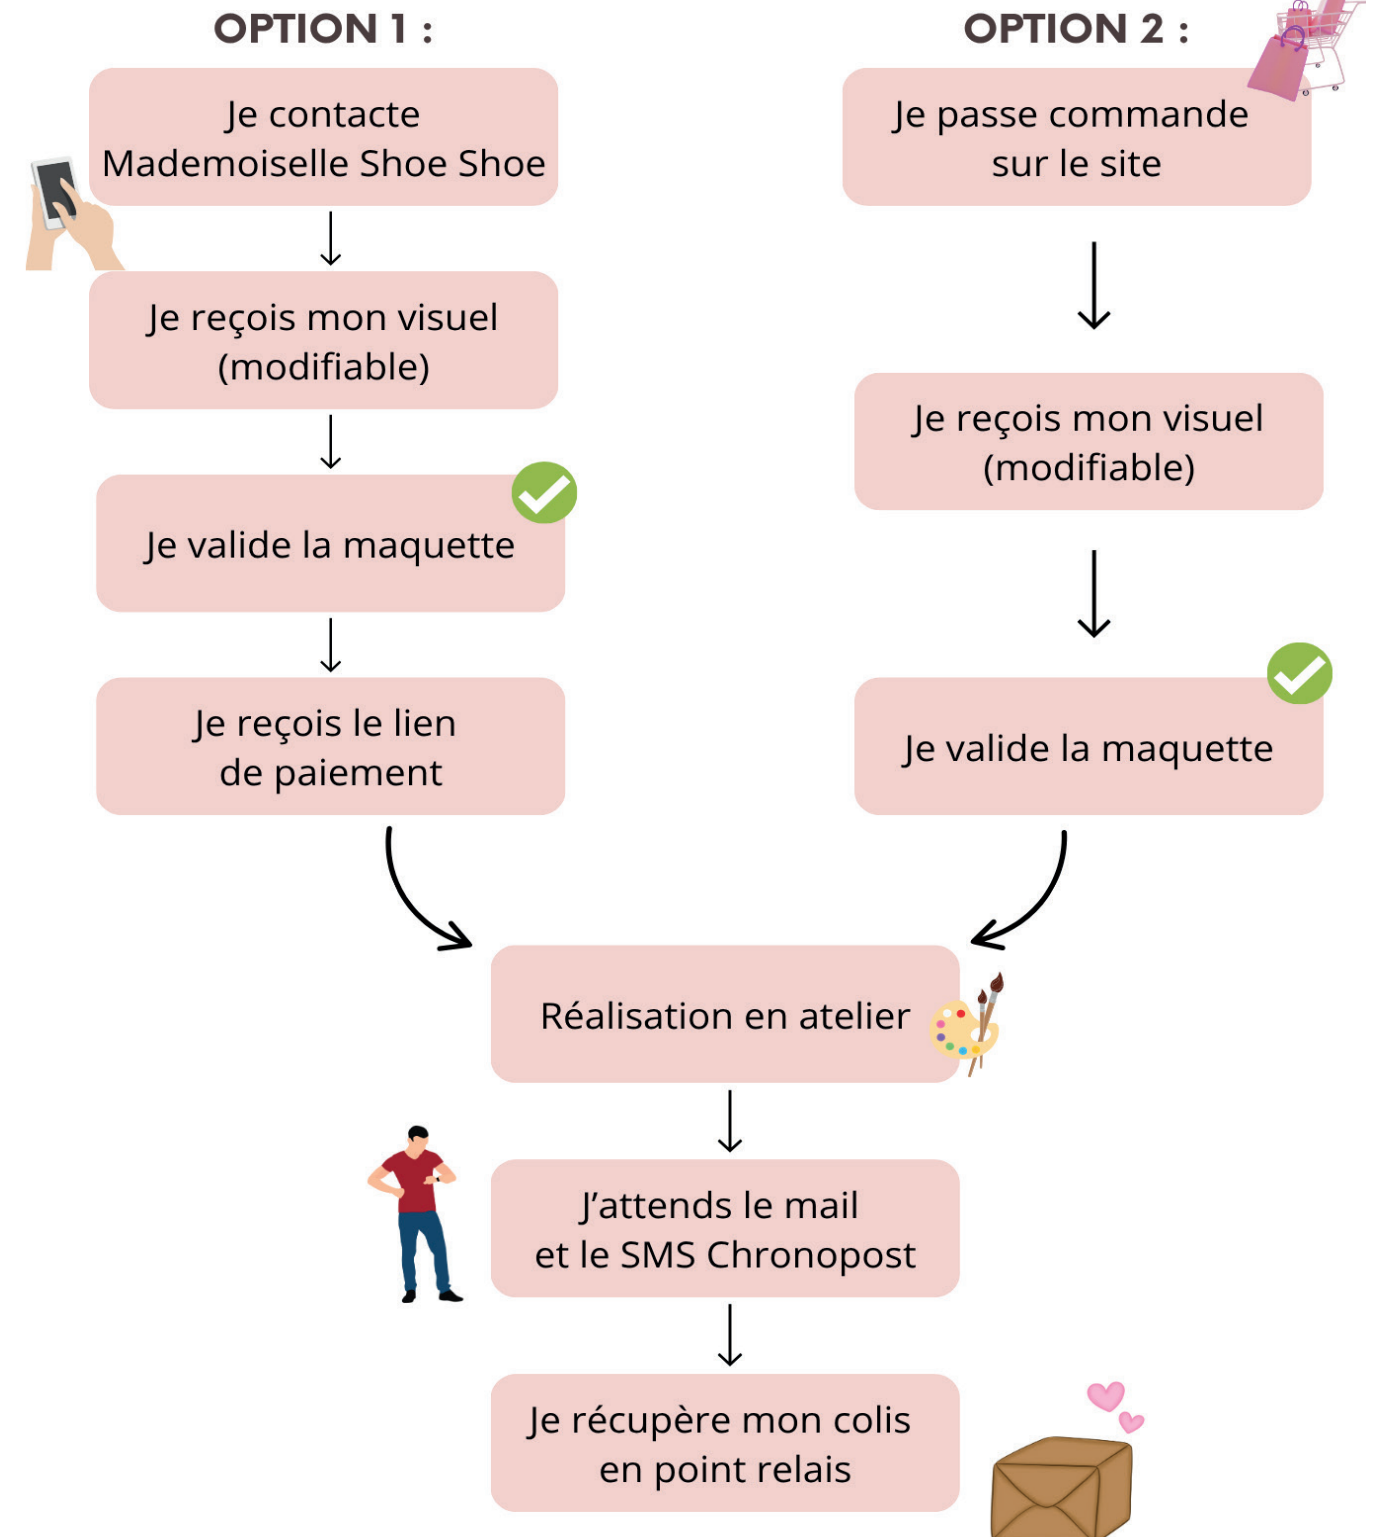 OPTION 1 :
Je contacte
Mademoiselle Shoe Shoe
Je reçois mon visuel
(modifiable)
Je valide la maquette
Je reçois le lien
de paiement
OPTION 2 :
Je passe commande
sur le site
Je reçois mon visuel
(modifiable)
Je valide la maquette
Réalisation en atelier
J’attends le mail
et le SMS Chronopost
Je récupère mon colis
en point relais